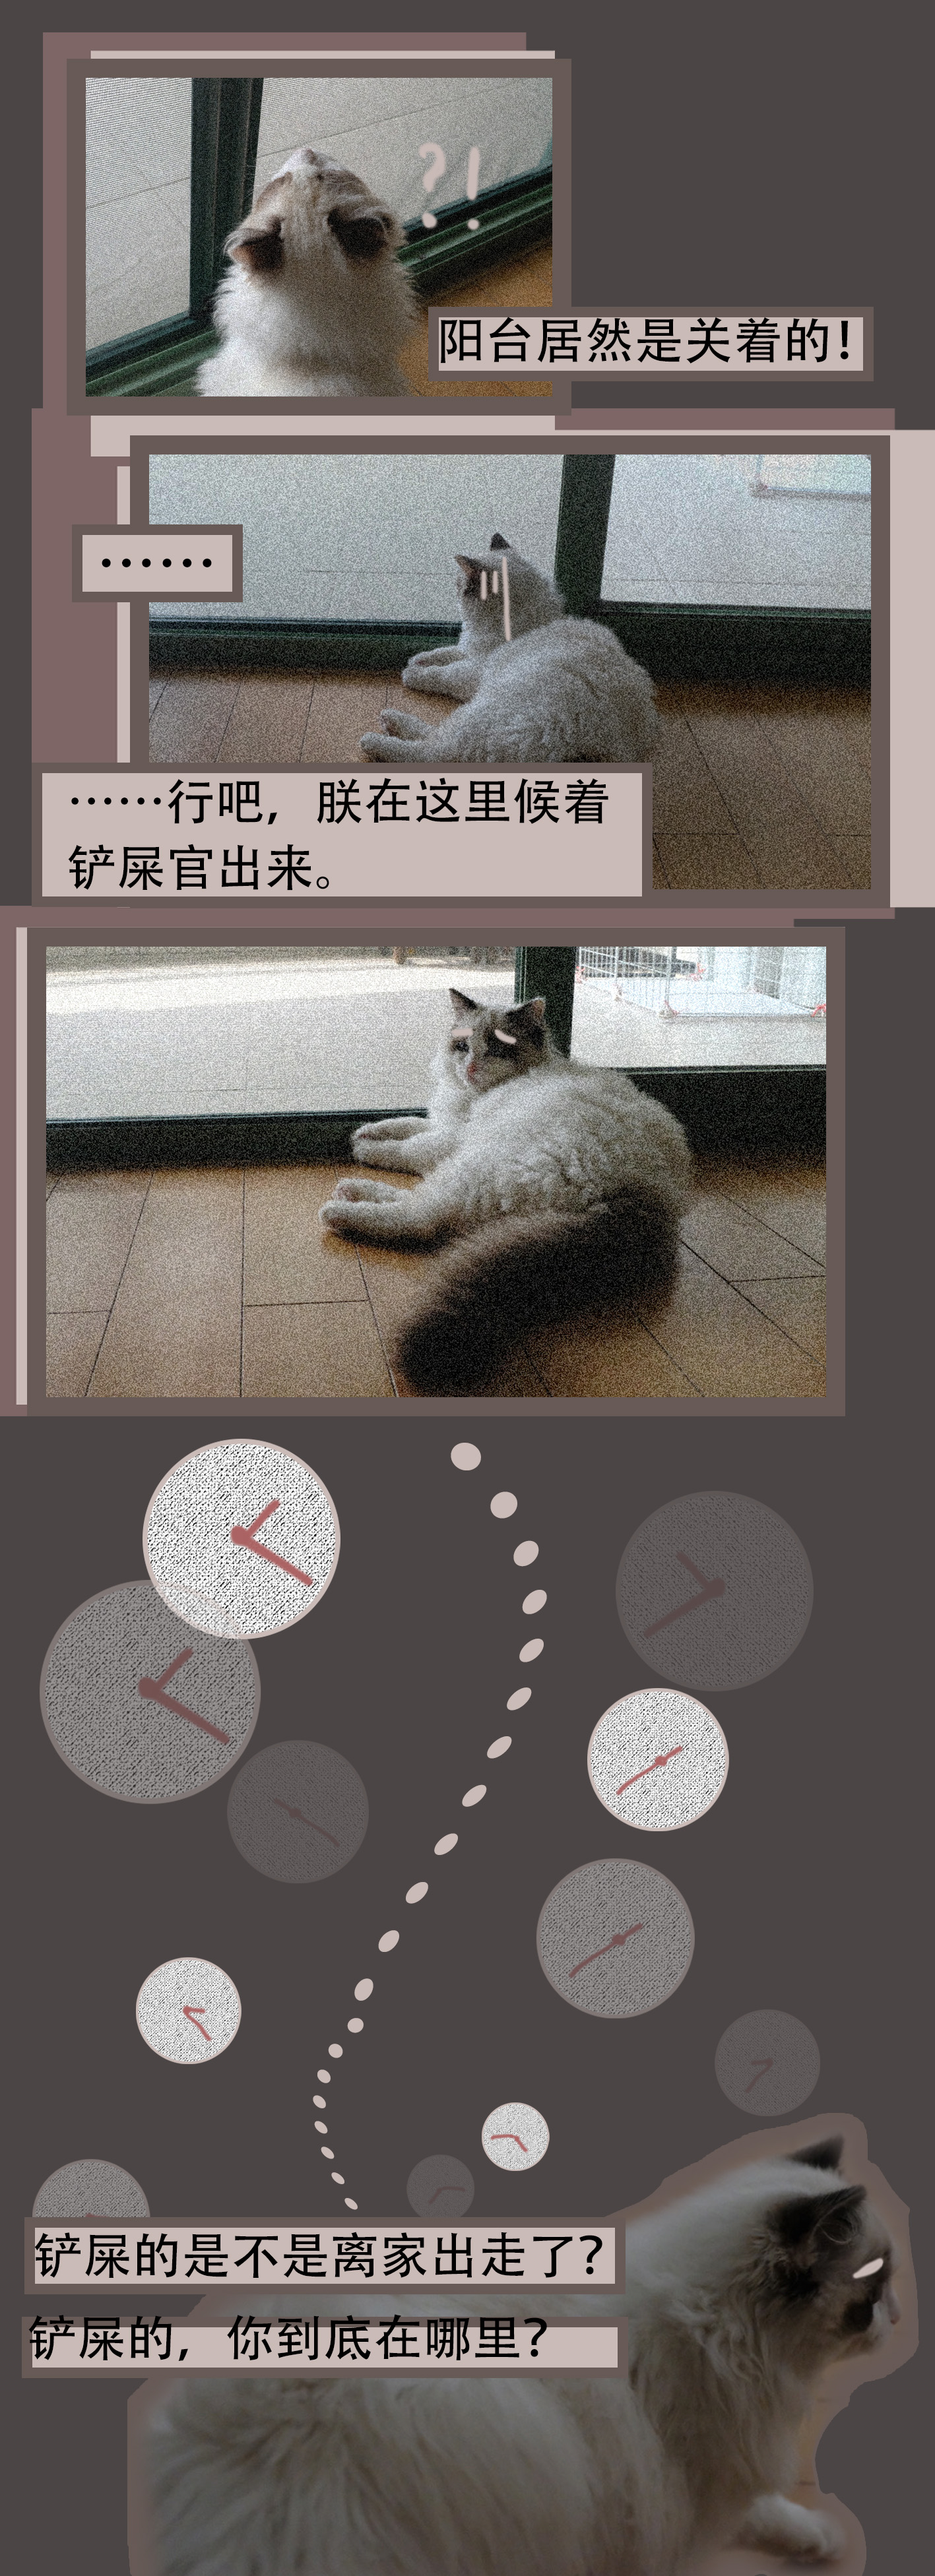 ?!
阳台居然是关着的！
……
……行吧，朕在这里候着
铲屎官出来。
铲屎的是不是离家出走了？
铲屎的，你到底在哪里？